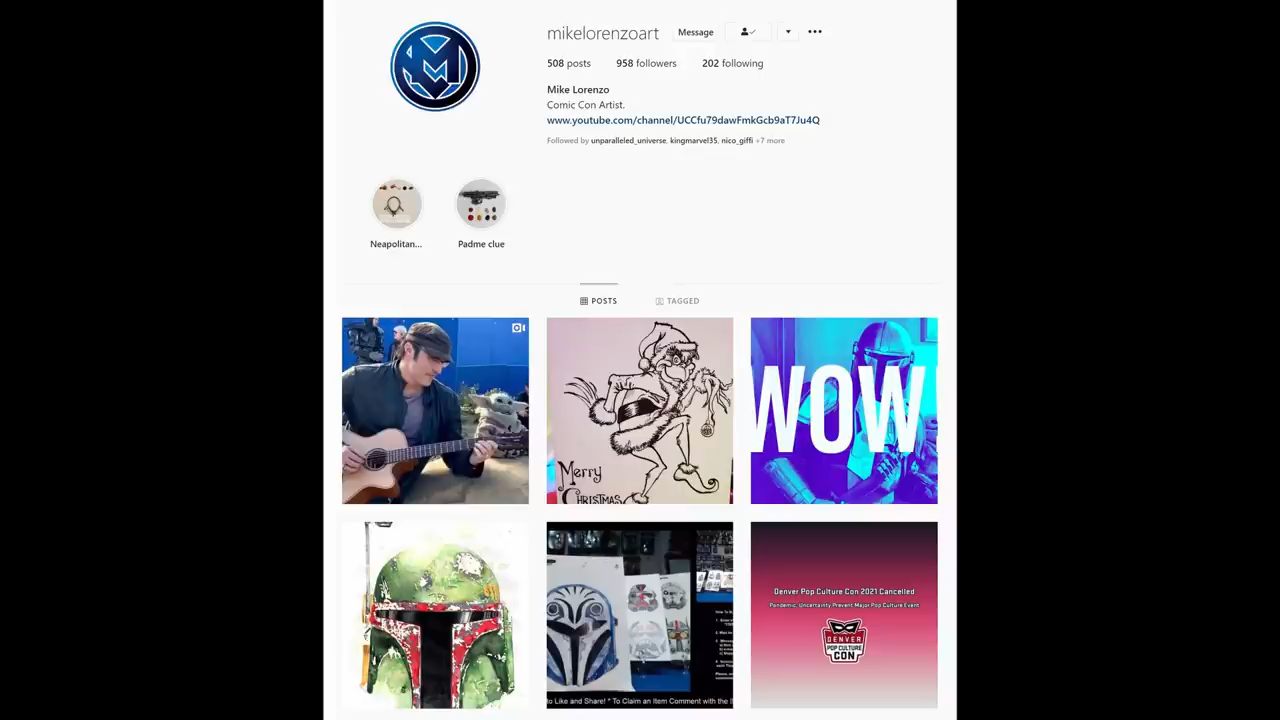 mikelorenzoart Message
508 posts 958 followers 202 following
Mike Lorenzo
Comic Con Artist.
www.youtube.com/channel/UCCfu79dawFmkGcb9aT7Ju4Q
Followed by unparalleled_universe, kingmarvel35, nico_giffi +7 more
Neapolitan... Padme clue
POSTS TAGGED
Merry
Christmas
WOW
to Like and Share! * To Claim an Item Comment with the
Denver Pop Culture Con 2021 Cancelled
Pandemic, Uncertainty Prevent Major Pop Culture Event
DENVER
POP CULTURE
CON